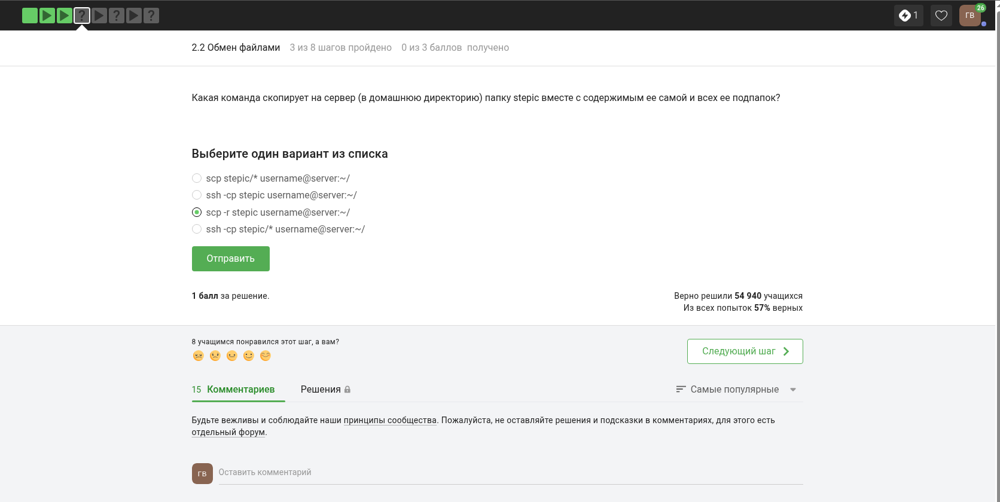 ? ? ?
1
ГВ
26
2.2 Обмен файлами 3 из 8 шагов пройдено 0 из 3 баллов получено
Какая команда скопирует на сервер (в домашнюю директорию) папку stepic вместе с содержимым ее самой и всех ее подпапок?
Выберите один вариант из списка
scp stepic/* username@server:~/
ssh -cp stepic username@server:~/
scp -r stepic username@server:~/
ssh -cp stepic/* username@server:~/
Отправить
1 балл за решение.
Верно решили 54 940 учащихся
Из всех попыток 57% верных
8 учащимся понравился этот шаг, а вам?
Следующий шаг
15 Комментариев Решения Самые популярные
Будьте вежливы и соблюдайте наши принципы сообщества. Пожалуйста, не оставляйте решения и подсказки в комментариях, для этого есть
отдельный форум.
ГВ Оставить комментарий